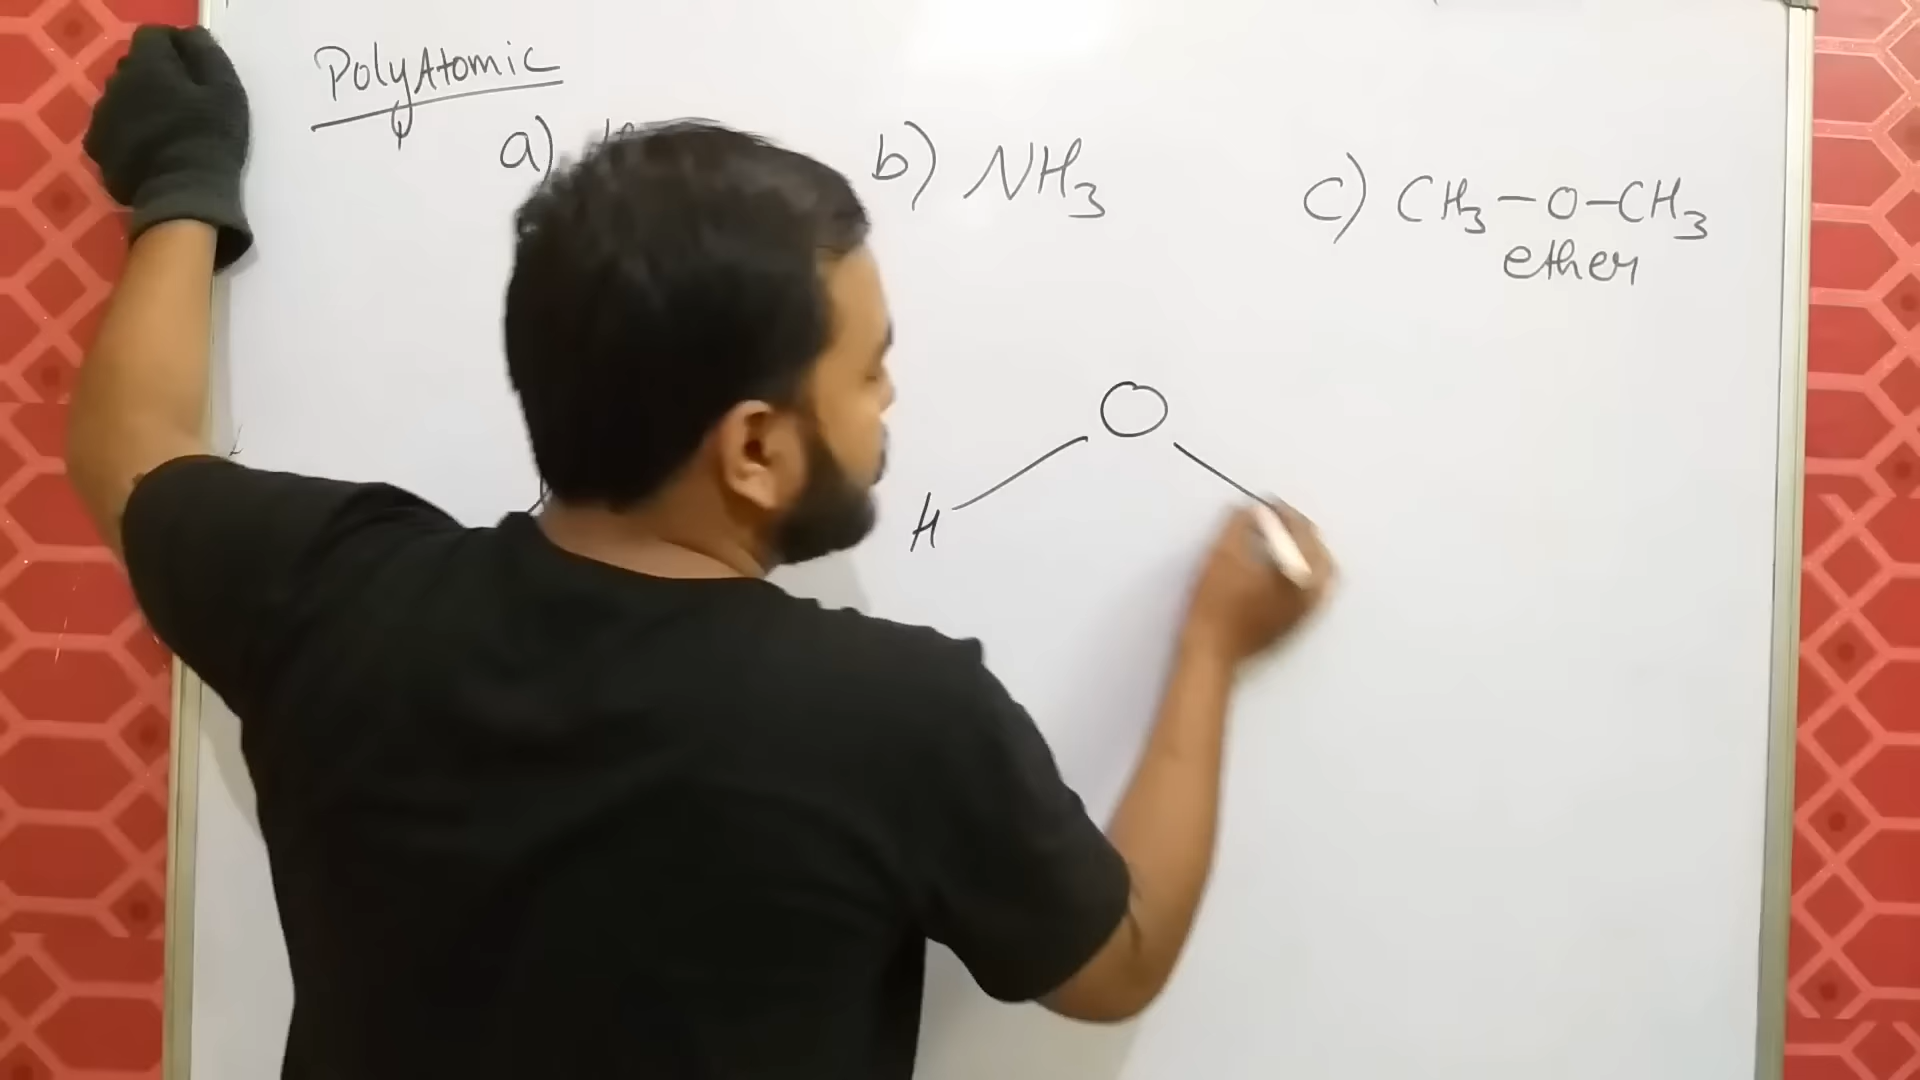 PolyAtomic
a)
b) NH3
c) CH3-O-CH3
ether
O
H